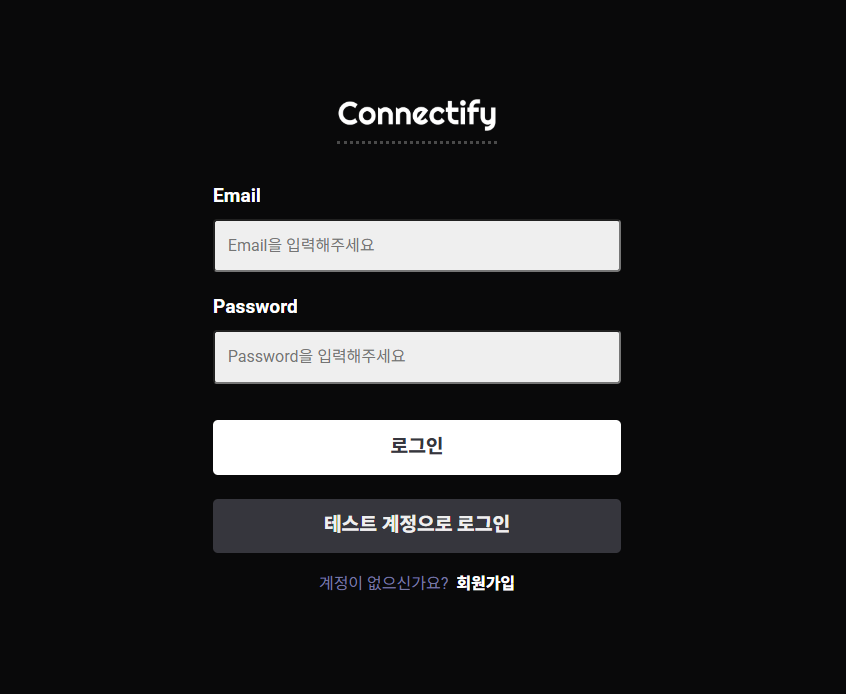 Connectify
Email
Email을 입력해주세요
Password
Password을 입력해주세요
로그인
테스트 계정으로 로그인
계정이 없으신가요? 회원가입